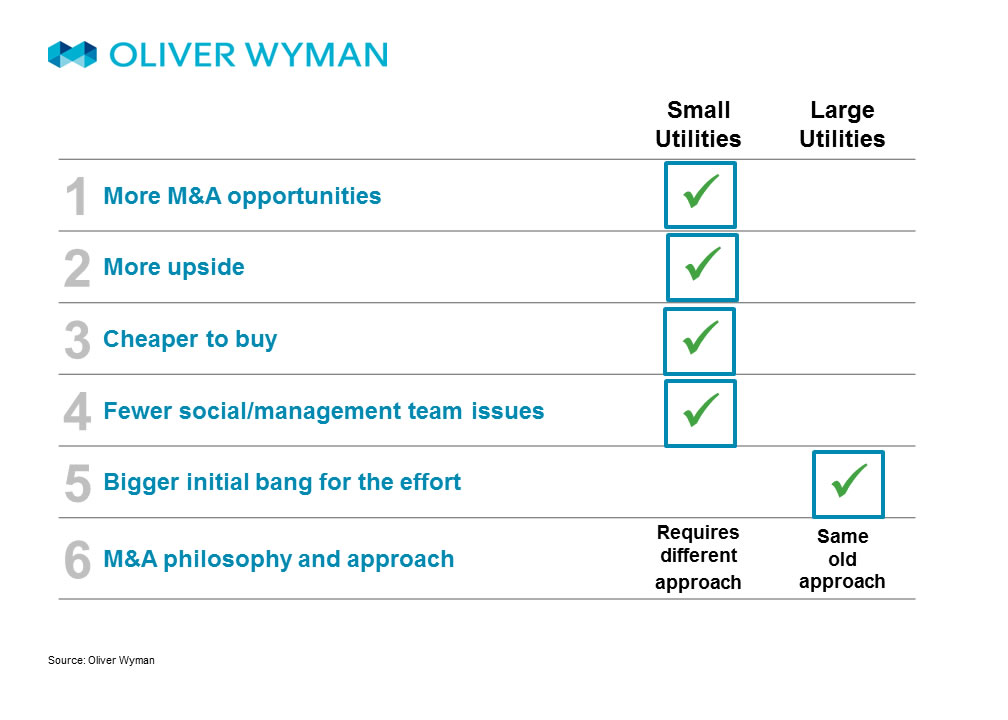 OLIVER WYMAN
Small Utilities
Large Utilities
1 More M&A opportunities
2 More upside
3 Cheaper to buy
4 Fewer social/management team issues
5 Bigger initial bang for the effort
6 M&A philosophy and approach
Requires
different
approach
Same
old
approach
Source: Oliver Wyman